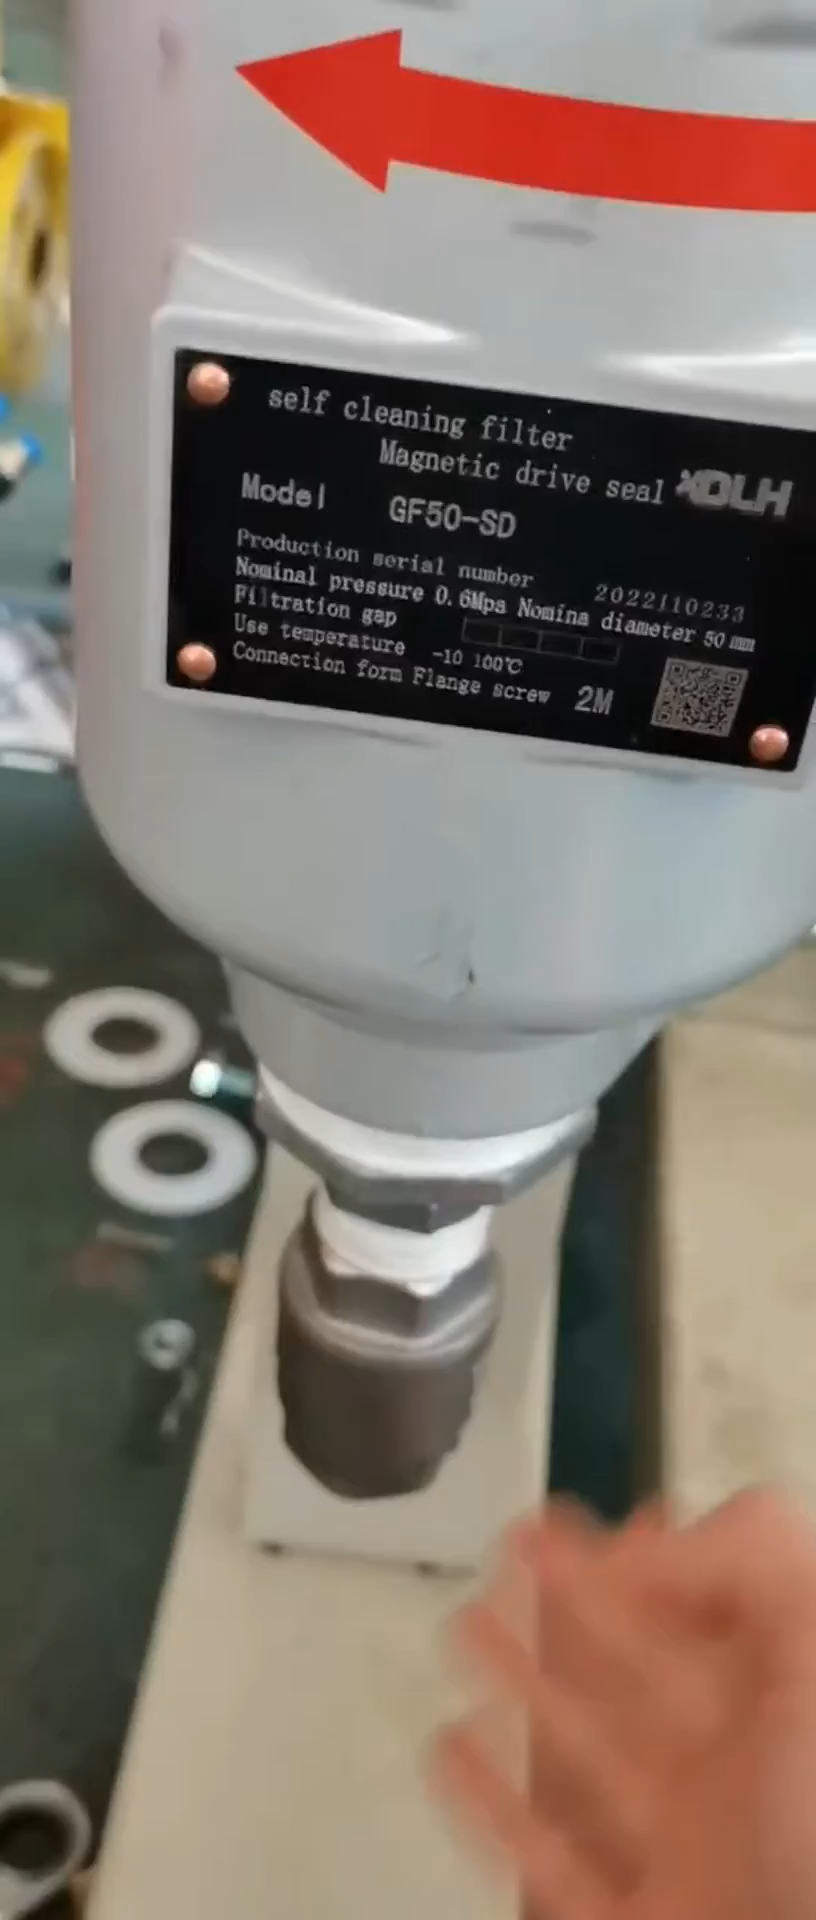 self cleaning filter
Magnetic drive seal XDLH
Model GF50-SD
Production serial number 2022110233
Nominal pressure 0.6Mpa Nomina diameter 50 mm
Filtration gap
Use temperature -10 100℃
Connection form Flange screw 2M